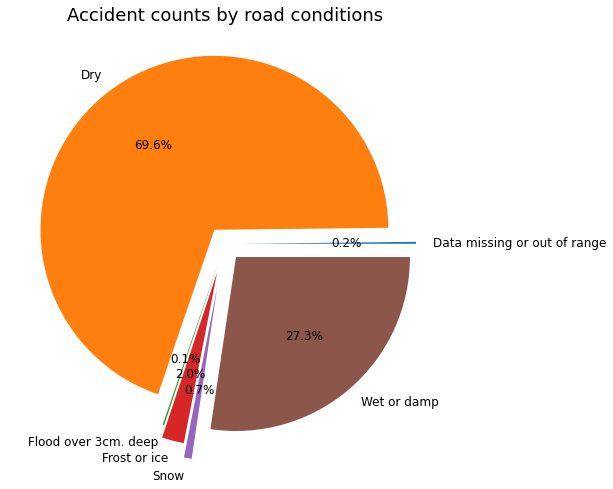 Accident counts by road conditions
Dry
69.6%
0.2%
Data missing or out of range
27.3%
0.1%
2.0%
0.7%
Wet or damp
Flood over 3cm. deep
Frost or ice
Snow